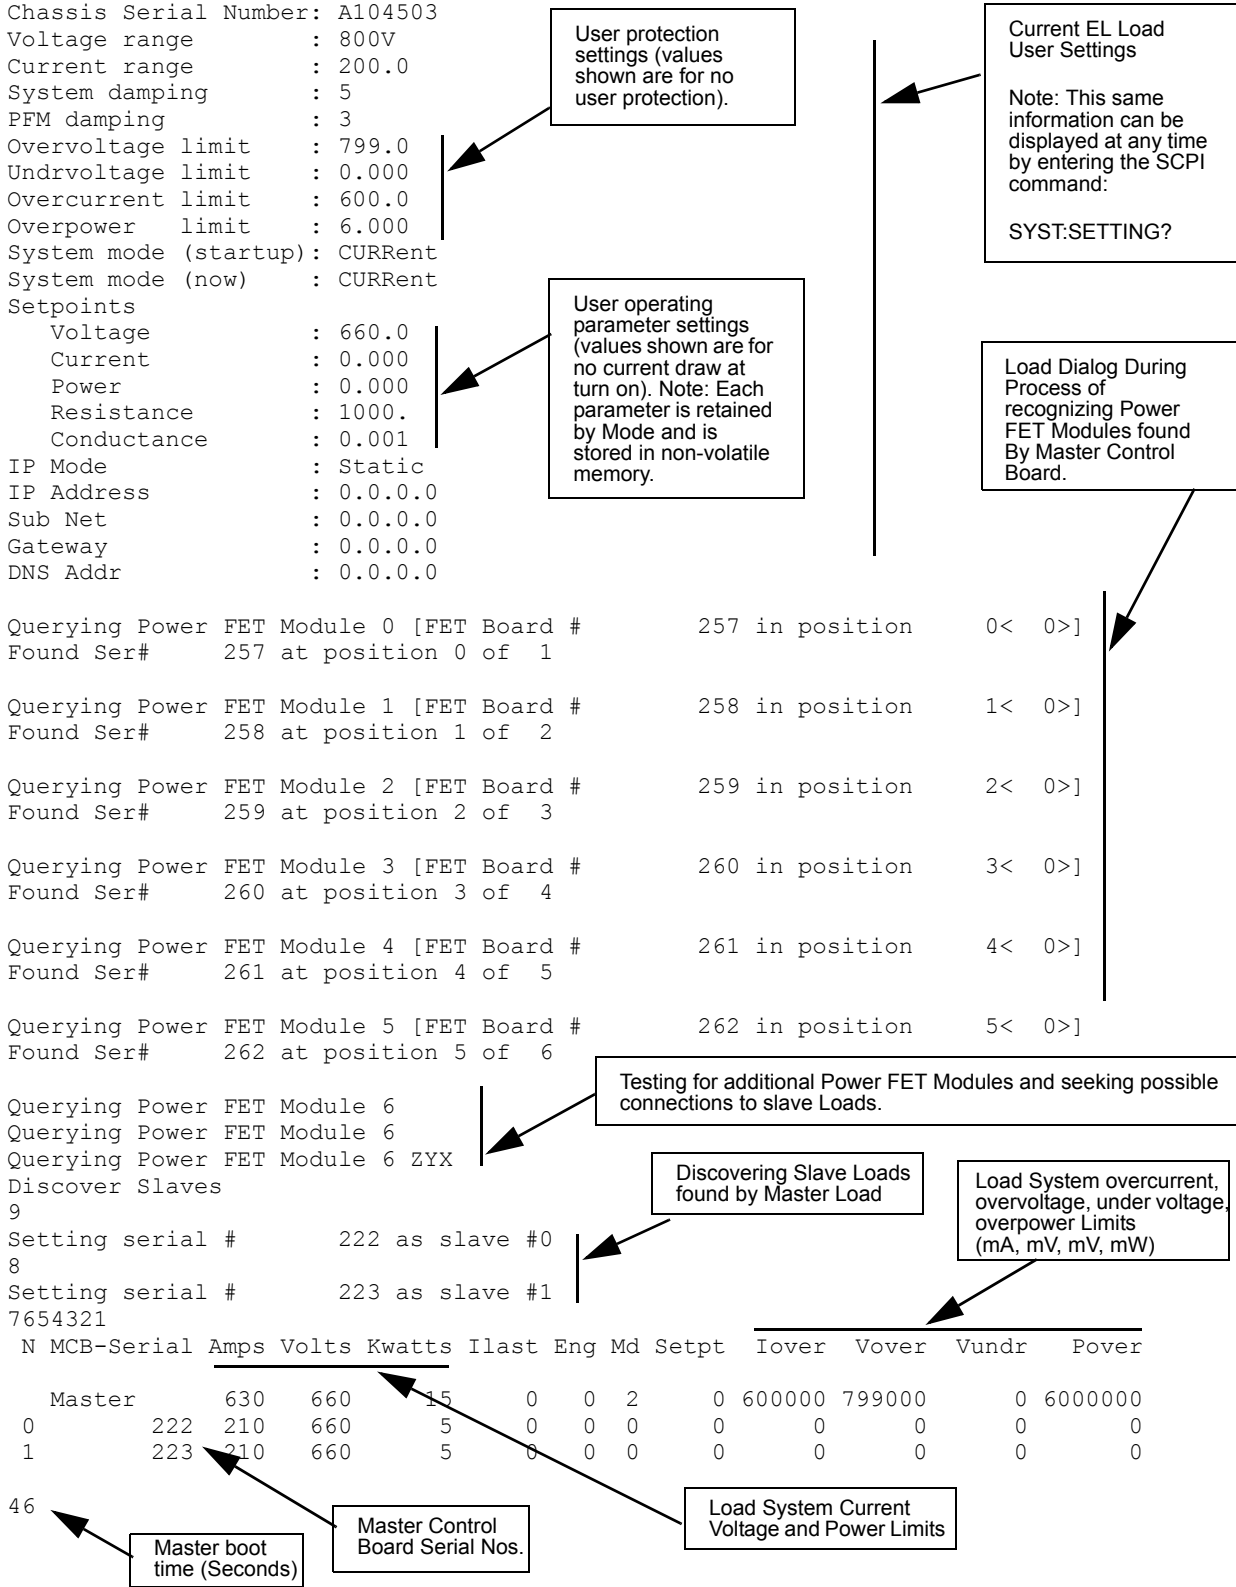 Chassis Serial Number: A104503
Voltage range : 800V
Current range : 200.0
System damping : 5
PFM damping : 3
Overvoltage limit : 799.0
Undrvoltage limit : 0.000
Overcurrent limit : 600.0
Overpower limit : 6.000
System mode (startup): CURRent
System mode (now) : CURRent
Setpoints
Voltage : 660.0
Current : 0.000
Power : 0.000
Resistance : 1000.
Conductance : 0.001
IP Mode : Static
IP Address : 0.0.0.0
Sub Net : 0.0.0.0
Gateway : 0.0.0.0
DNS Addr : 0.0.0.0
User protection
settings (values
shown are for no
user protection).
Current EL Load
User Settings
Note: This same
information can be
displayed at any time
by entering the SCPI
command:
SYST:SETTING?
User operating
parameter settings
(values shown are for
no current draw at
turn on). Note: Each
parameter is retained
by Mode and is
stored in non-volatile
memory.
Load Dialog During
Process of
recognizing Power
FET Modules found
By Master Control
Board.
Querying Power FET Module 0 [FET Board # 257 in position 0< 0>]
Found Ser# 257 at position 0 of 1
Querying Power FET Module 1 [FET Board # 258 in position 1< 0>]
Found Ser# 258 at position 1 of 2
Querying Power FET Module 2 [FET Board # 259 in position 2< 0>]
Found Ser# 259 at position 2 of 3
Querying Power FET Module 3 [FET Board # 260 in position 3< 0>]
Found Ser# 260 at position 3 of 4
Querying Power FET Module 4 [FET Board # 261 in position 4< 0>]
Found Ser# 261 at position 4 of 5
Querying Power FET Module 5 [FET Board # 262 in position 5< 0>]
Found Ser# 262 at position 5 of 6
Testing for additional Power FET Modules and seeking possible
connections to slave Loads.
Querying Power FET Module 6
Querying Power FET Module 6
Querying Power FET Module 6 ZYX
Discover Slaves
9
Setting serial # 222 as slave #0
8
Setting serial # 223 as slave #1
7654321
Discovering Slave Loads
found by Master Load
Load System overcurrent,
overvoltage, under voltage,
overpower Limits
(mA, mV, mV, mW)
N MCB-Serial Amps Volts Kwatts Ilast Eng Md Setpt Iover Vover Vundr Pover
Master 630 660 15 0 0 2 0 600000 799000 0 6000000
0 222 210 660 5 0 0 0 0 0 0 0 0
1 223 210 660 5 0 0 0 0 0 0 0 0
46
Master boot
time (Seconds)
Master Control
Board Serial Nos.
Load System Current
Voltage and Power Limits